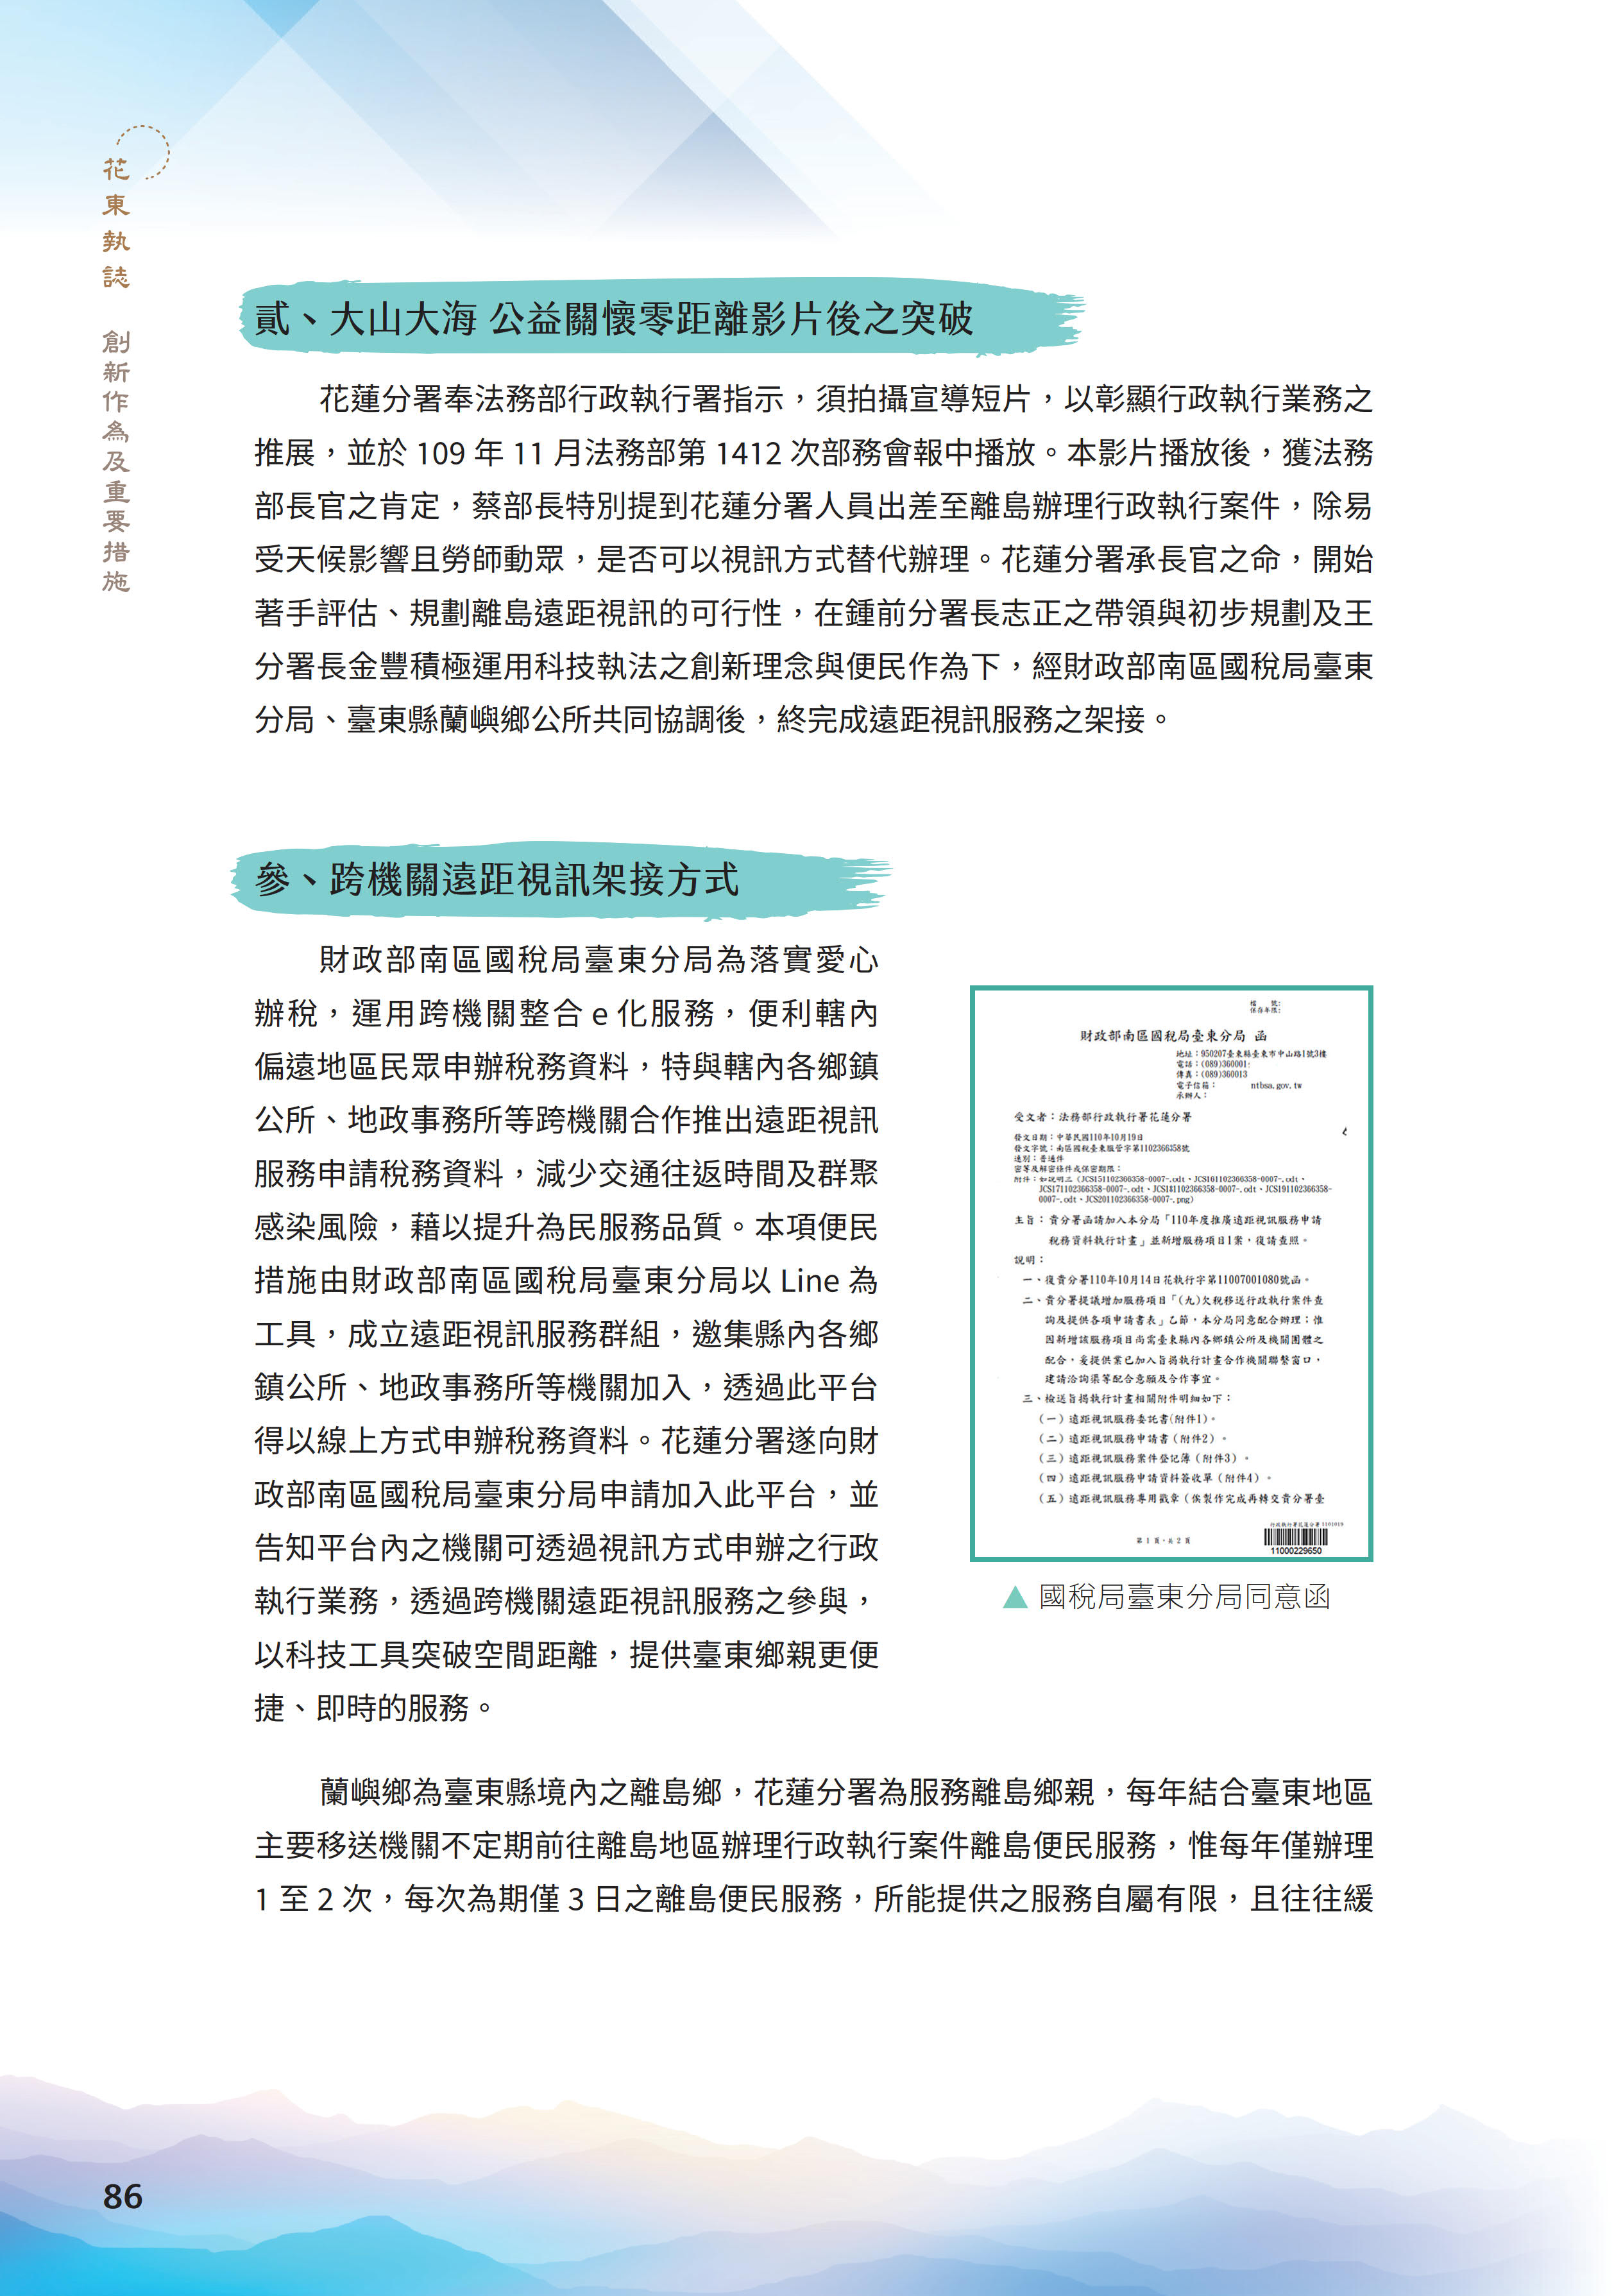 花東執誌
創新作為及重要措施
貳、大山大海 公益關懷零距離影片後之突破
花蓮分署奉法務部行政執行署指示，須拍攝宣導短片，以彰顯行政執行業務之
推展，並於 109 年 11 月法務部第 1412 次部務會報中播放。本影片播放後，獲法務
部長官之肯定，蔡部長特別提到花蓮分署人員出差至離島辦理行政執行案件，除易
受天候影響且勞師動眾，是否可以視訊方式替代辦理。花蓮分署承長官之命，開始
著手評估、規劃離島遠距視訊的可行性，在鍾前分署長志正之帶領與初步規劃及王
分署長金豐積極運用科技執法之創新理念與便民作為下，經財政部南區國稅局臺東
分局、臺東縣蘭嶼鄉公所共同協調後，終完成遠距視訊服務之架接。
參、跨機關遠距視訊架接方式
財政部南區國稅局臺東分局為落實愛心
辦稅，運用跨機關整合 e 化服務，便利轄內
偏遠地區民眾申辦稅務資料，特與轄內各鄉鎮
公所、地政事務所等跨機關合作推出遠距視訊
服務申請稅務資料，減少交通往返時間及群聚
感染風險，藉以提升為民服務品質。本項便民
措施由財政部南區國稅局臺東分局以 Line 為
工具，成立遠距視訊服務群組，邀集縣內各鄉
鎮公所、地政事務所等機關加入，透過此平台
得以線上方式申辦稅務資料。花蓮分署遂向財
政部南區國稅局臺東分局申請加入此平台，並
告知平台內之機關可透過視訊方式申辦之行政
執行業務，透過跨機關遠距視訊服務之參與，
以科技工具突破空間距離，提供臺東鄉親更便
捷、即時的服務。
檔　號:
保存年限:
財政部南區國稅局臺東分局 函
地址：950207臺東縣臺東市中山路1號3樓
電話：(089)360001
傳真：(089)360013
電子信箱：　ntbsa.gov.tw
承辦人：
受文者：法務部行政執行署花蓮分署
發文日期：中華民國110年10月19日
發文字號：南區國稅臺東服管字第1102366358號
速別：普通件
密等及解密條件或保密期限：
附件：如說明三（JCS151102366358-0007-.odt、JCS161102366358-0007-.odt、
JCS171102366358-0007-.odt、JCS181102366358-0007-.odt、JCS191102366358-
0007-.odt、JCS201102366358-0007-.png）
主旨：貴分署函請加入本分局「110年度推廣遠距視訊服務申請
稅務資料執行計畫」並新增服務項目1案，復請查照。
說明：
一、復貴分署110年10月14日花執行字第11007001080號函。
二、貴分署提議增加服務項目「(九)欠稅移送行政執行案件查
詢及提供各項申請書表」乙節，本分局同意配合辦理；惟
因新增該服務項目尚需臺東縣內各鄉鎮公所及機關團體之
配合，爰提供業已加入旨揭執行計畫合作機關聯繫窗口，
建請洽詢渠等配合意願及合作事宜。
三、檢送旨揭執行計畫相關附件明細如下：
（一）遠距視訊服務委託書(附件1)。
（二）遠距視訊服務申請書（附件2）。
（三）遠距視訊服務案件登記簿（附件3）。
（四）遠距視訊服務申請資料簽收單（附件4）。
（五）遠距視訊服務專用戳章（俟製作完成再轉交貴分署臺
行政執行署花蓮分署 1101019
第 1 頁，共 2 頁
11000229650
▲ 國稅局臺東分局同意函
蘭嶼鄉為臺東縣境內之離島鄉，花蓮分署為服務離島鄉親，每年結合臺東地區
主要移送機關不定期前往離島地區辦理行政執行案件離島便民服務，惟每年僅辦理
1 至 2 次，每次為期僅 3 日之離島便民服務，所能提供之服務自屬有限，且往往緩
86